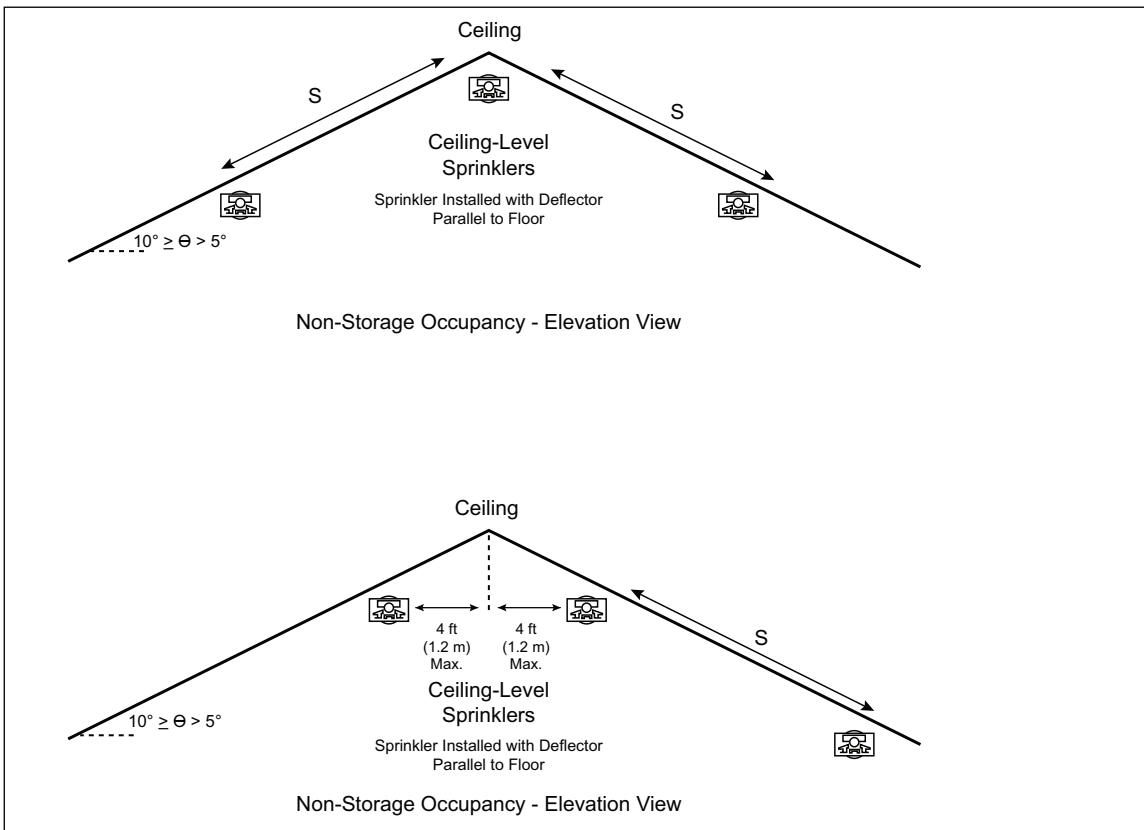 Ceiling
S
S
Ceiling-Level
Sprinklers
Sprinkler Installed with Deflector
Parallel to Floor
10° ≥ Ө > 5°
Non-Storage Occupancy - Elevation View
Ceiling
4 ft
(1.2 m)
Max.
4 ft
(1.2 m)
Max.
S
Ceiling-Level
Sprinklers
10° ≥ Ө > 5°
Sprinkler Installed with Deflector
Parallel to Floor
Non-Storage Occupancy - Elevation View